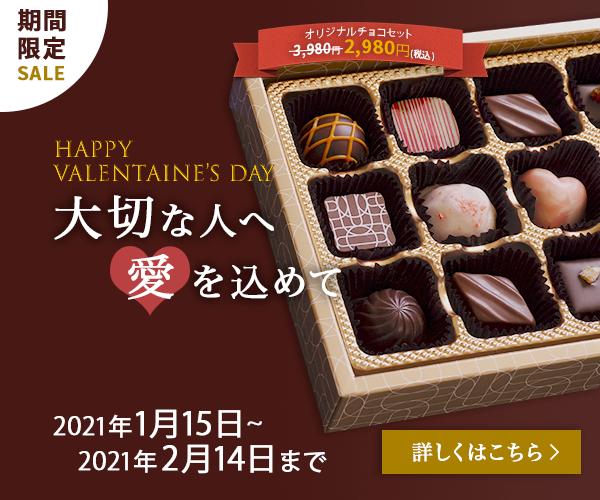 期間
限定
SALE
オリジナルチョコセット
3,980円 2,980円(税込)
HAPPY
VALENTAINE'S DAY
大切な人へ
愛を込めて
2021年1月15日~
2021年2月14日まで
詳しくはこちら >